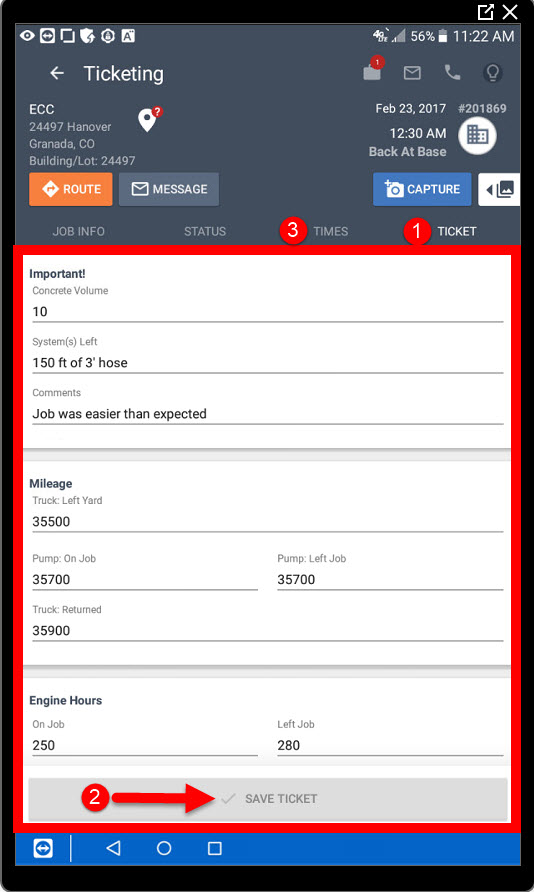 56% 11:22 AM
Ticketing
1
ECC
24497 Hanover
Granada, CO
Building/Lot: 24497
?
Feb 23, 2017 #201869
12:30 AM
Back At Base
ROUTE MESSAGE CAPTURE
JOB INFO STATUS 3 TIMES 1 TICKET
Important!
Concrete Volume
10
System(s) Left
150 ft of 3' hose
Comments
Job was easier than expected
Mileage
Truck: Left Yard
35500
Pump: On Job Pump: Left Job
35700 35700
Truck: Returned
35900
Engine Hours
On Job Left Job
250 280
2 SAVE TICKET